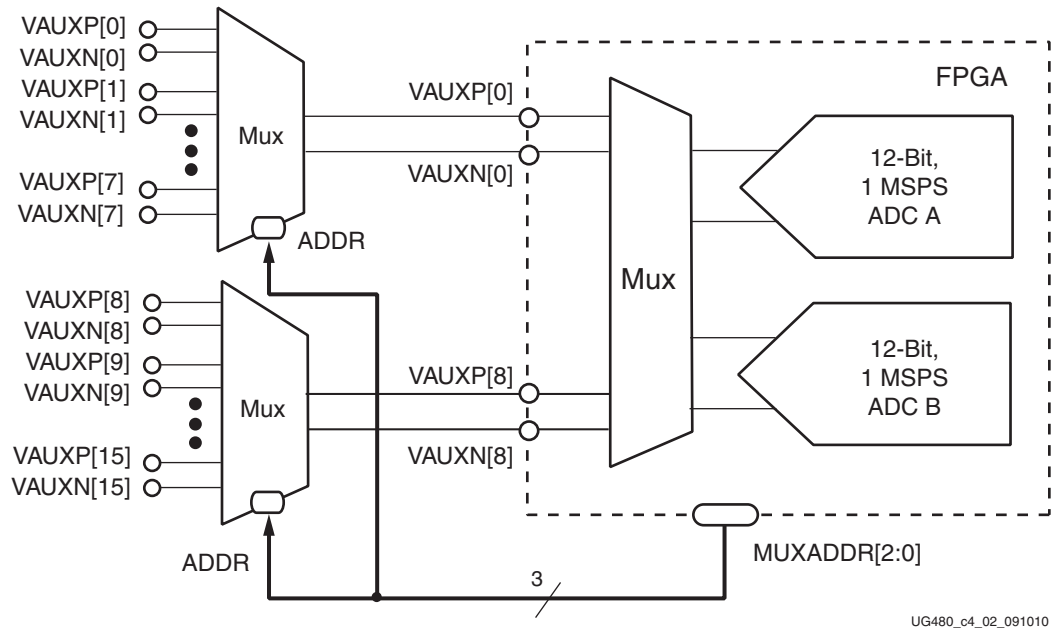 VAUXP[0]
VAUXN[0]
VAUXP[1]
VAUXN[1]
VAUXP[7]
VAUXN[7]
Mux
ADDR
VAUXP[8]
VAUXN[8]
VAUXP[9]
VAUXN[9]
VAUXP[15]
VAUXN[15]
Mux
ADDR
VAUXP[0]
VAUXN[0]
VAUXP[8]
VAUXN[8]
FPGA
Mux
12-Bit,
1 MSPS
ADC A
12-Bit,
1 MSPS
ADC B
MUXADDR[2:0]
3
UG480_c4_02_091010